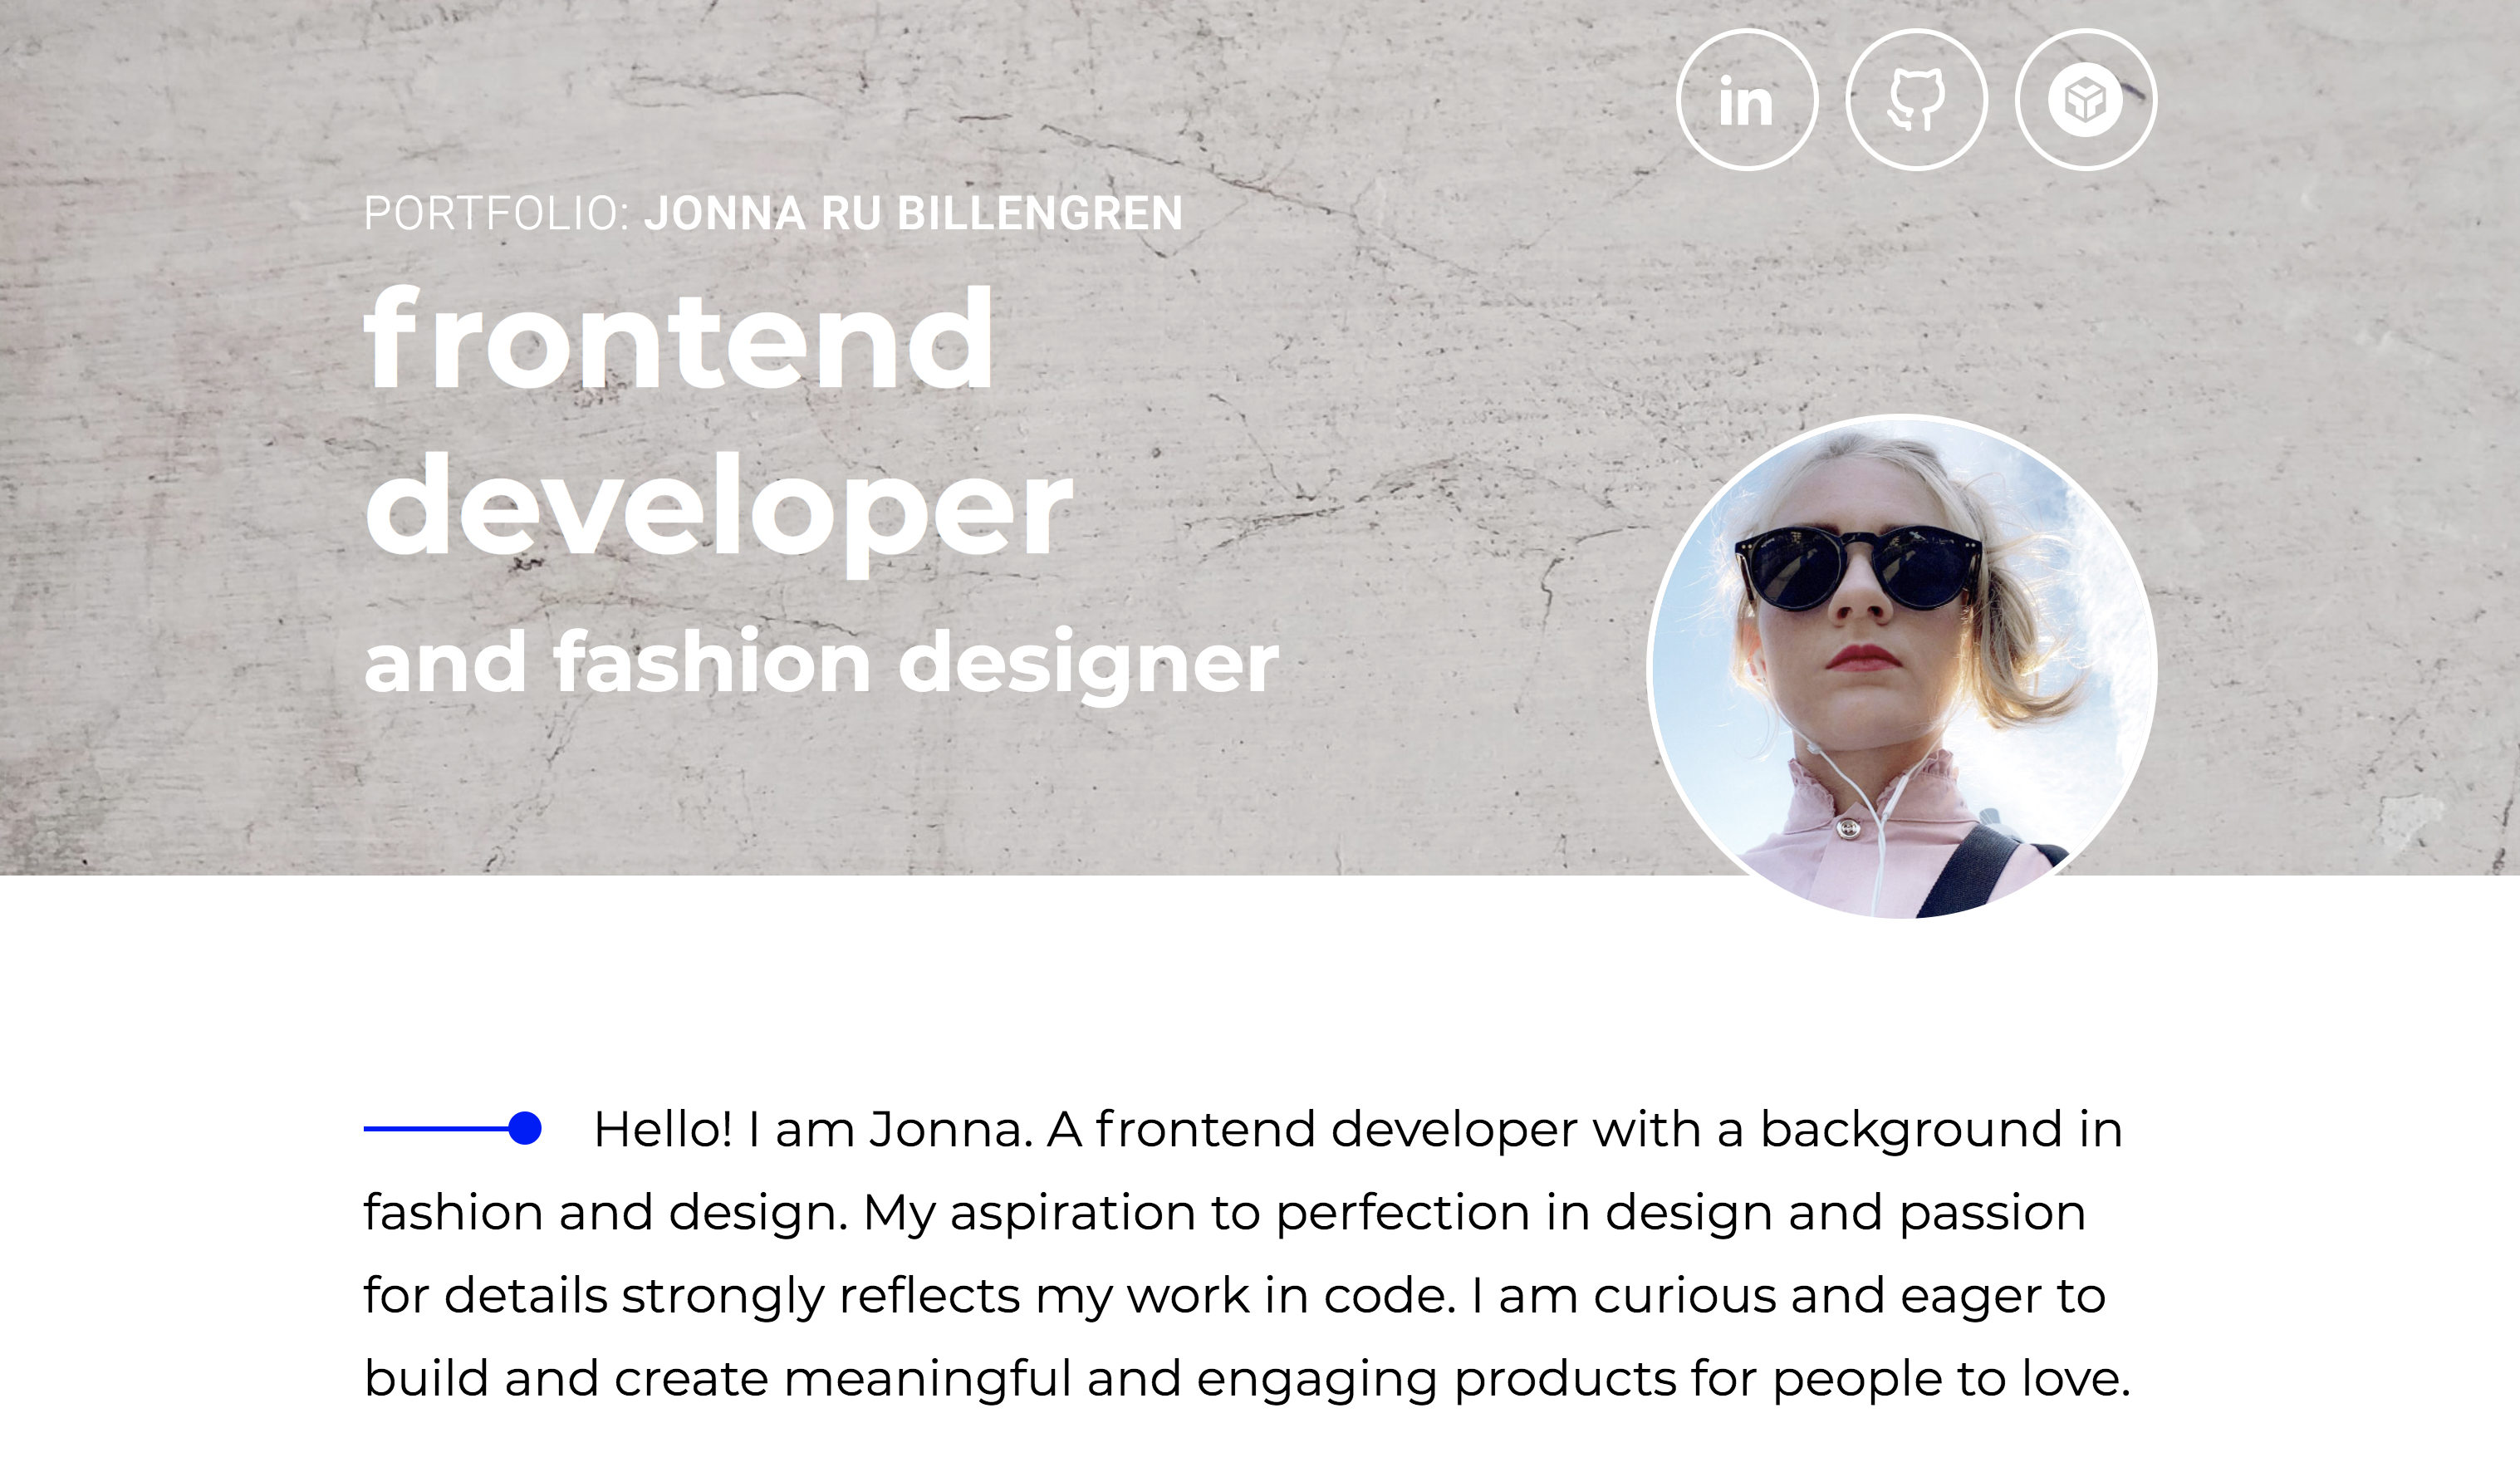 in
PORTFOLIO: JONNA RU BILLENGREN
frontend
developer
and fashion designer
Hello! I am Jonna. A frontend developer with a background in
fashion and design. My aspiration to perfection in design and passion
for details strongly reflects my work in code. I am curious and eager to
build and create meaningful and engaging products for people to love.